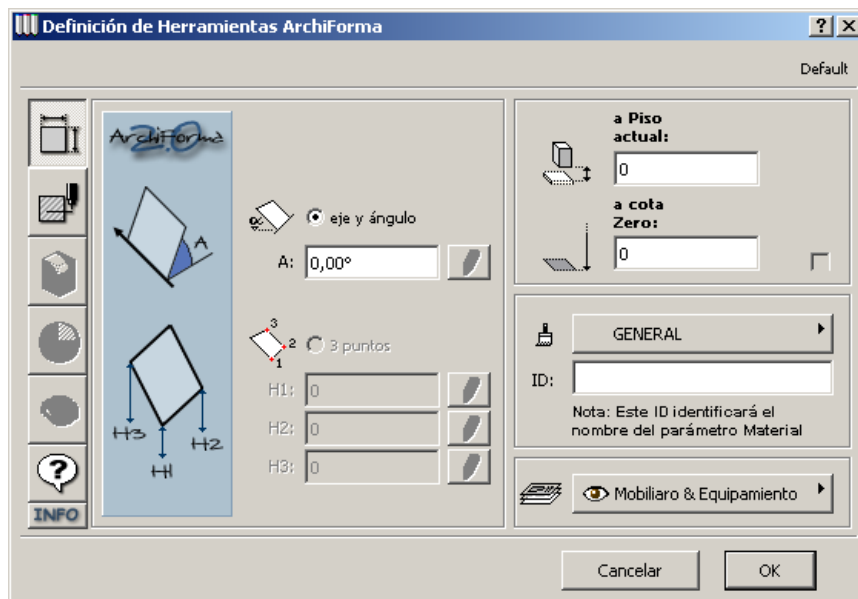 Definición de Herramientas ArchiForma
Default
ArchiForma
2.0
A
H3
H1
H2
INFO
α
eje y ángulo
A: 0,00°
3
2
1
3 puntos
H1: 0
H2: 0
H3: 0
a Piso
actual:
0
a cota
Zero:
0
GENERAL
ID:
Nota: Este ID identificará el
nombre del parámetro Material
Mobiliaro & Equipamiento
Cancelar
OK